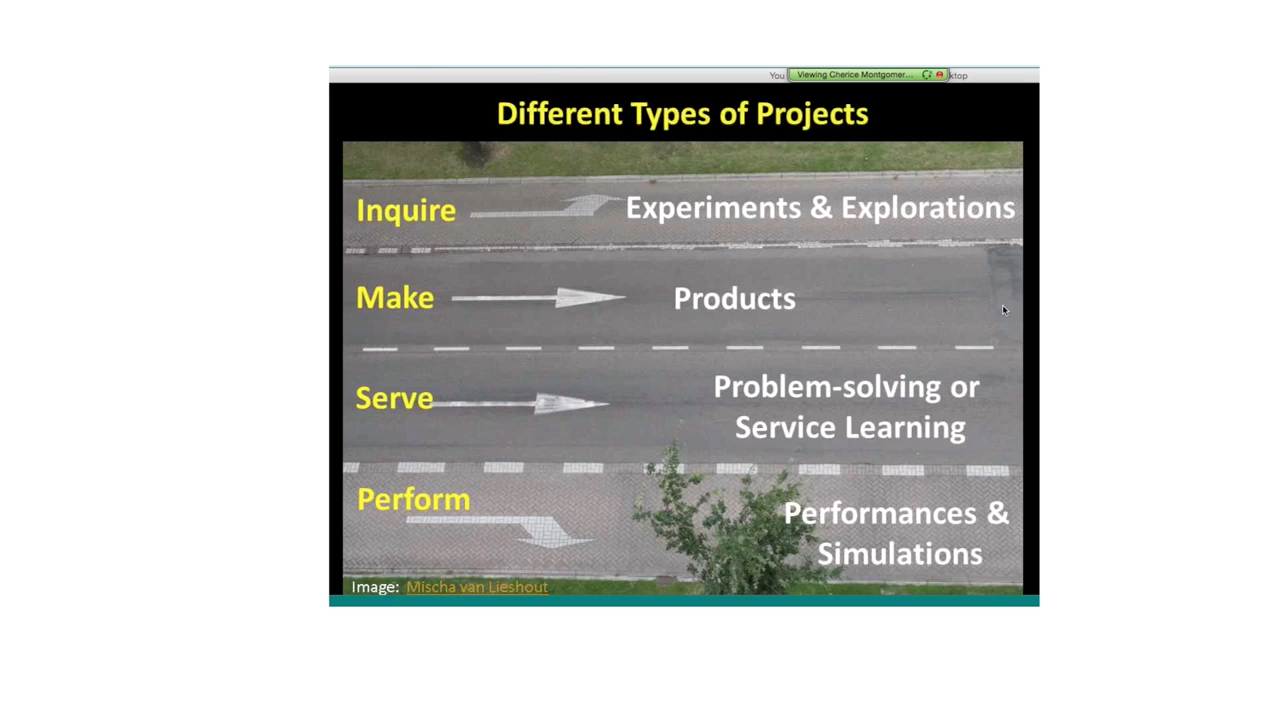 You Viewing Cherice Montgomer... ktop
Different Types of Projects
Inquire
Experiments & Explorations
Make
Products
Serve
Problem-solving or
Service Learning
Perform
Performances &
Simulations
Image: Mischa van Lieshout